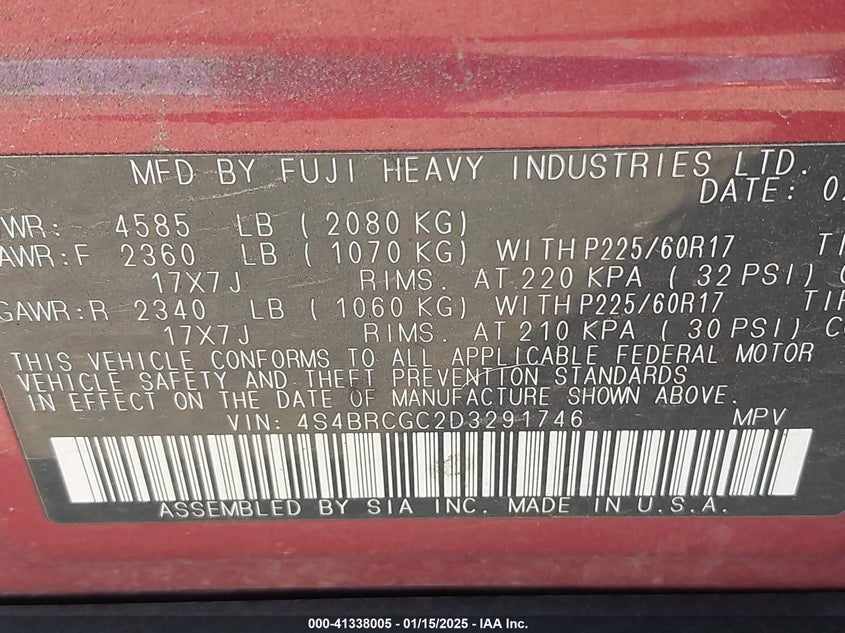 MFD BY FUJI HEAVY INDUSTRIES LTD.
DATE: 02
WR: 4585 LB ( 2080 KG)
AWR:F 2360 LB ( 1070 KG) WITH P225/60R17
17X7J RIMS. AT 220 KPA ( 32 PSI)
GAWR:R 2340 LB ( 1060 KG) WITH P225/60R17
17X7J RIMS. AT 210 KPA ( 30 PSI)
THIS VEHICLE CONFORMS TO ALL APPLICABLE FEDERAL MOTOR
VEHICLE SAFETY AND THEFT PREVENTION STANDARDS
IN EFFECT ON THE DATE OF MANUFACTURE SHOWN ABOVE.
VIN: 4S4BRCGC2D3291746 MPV
ASSEMBLED BY SIA INC. MADE IN U.S.A.
000-41338005 - 01/15/2025 - IAA Inc.